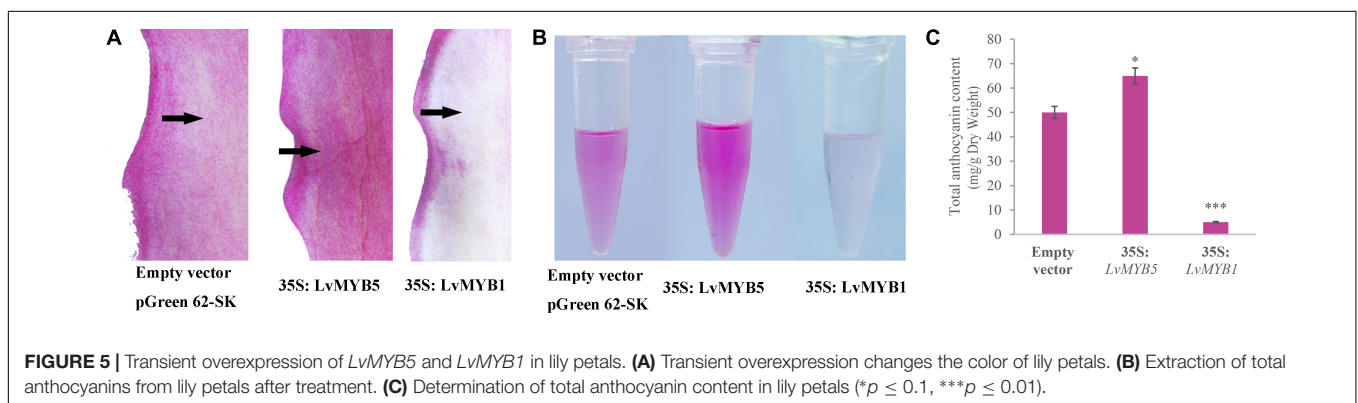 A
Empty vector
pGreen 62-SK
35S: LvMYB5
35S: LvMYB1
B
Empty vector
pGreen 62-SK
35S: LvMYB5
35S: LvMYB1
C
Total anthocyanin content
(mg/g Dry Weight)
80
70
60
50
40
30
20
10
0
*
***
Empty
vector
35S:
LvMYB5
35S:
LvMYB1
FIGURE 5 | Transient overexpression of LvMYB5 and LvMYB1 in lily petals. (A) Transient overexpression changes the color of lily petals. (B) Extraction of total
anthocyanins from lily petals after treatment. (C) Determination of total anthocyanin content in lily petals (*p ≤ 0.1, ***p ≤ 0.01).